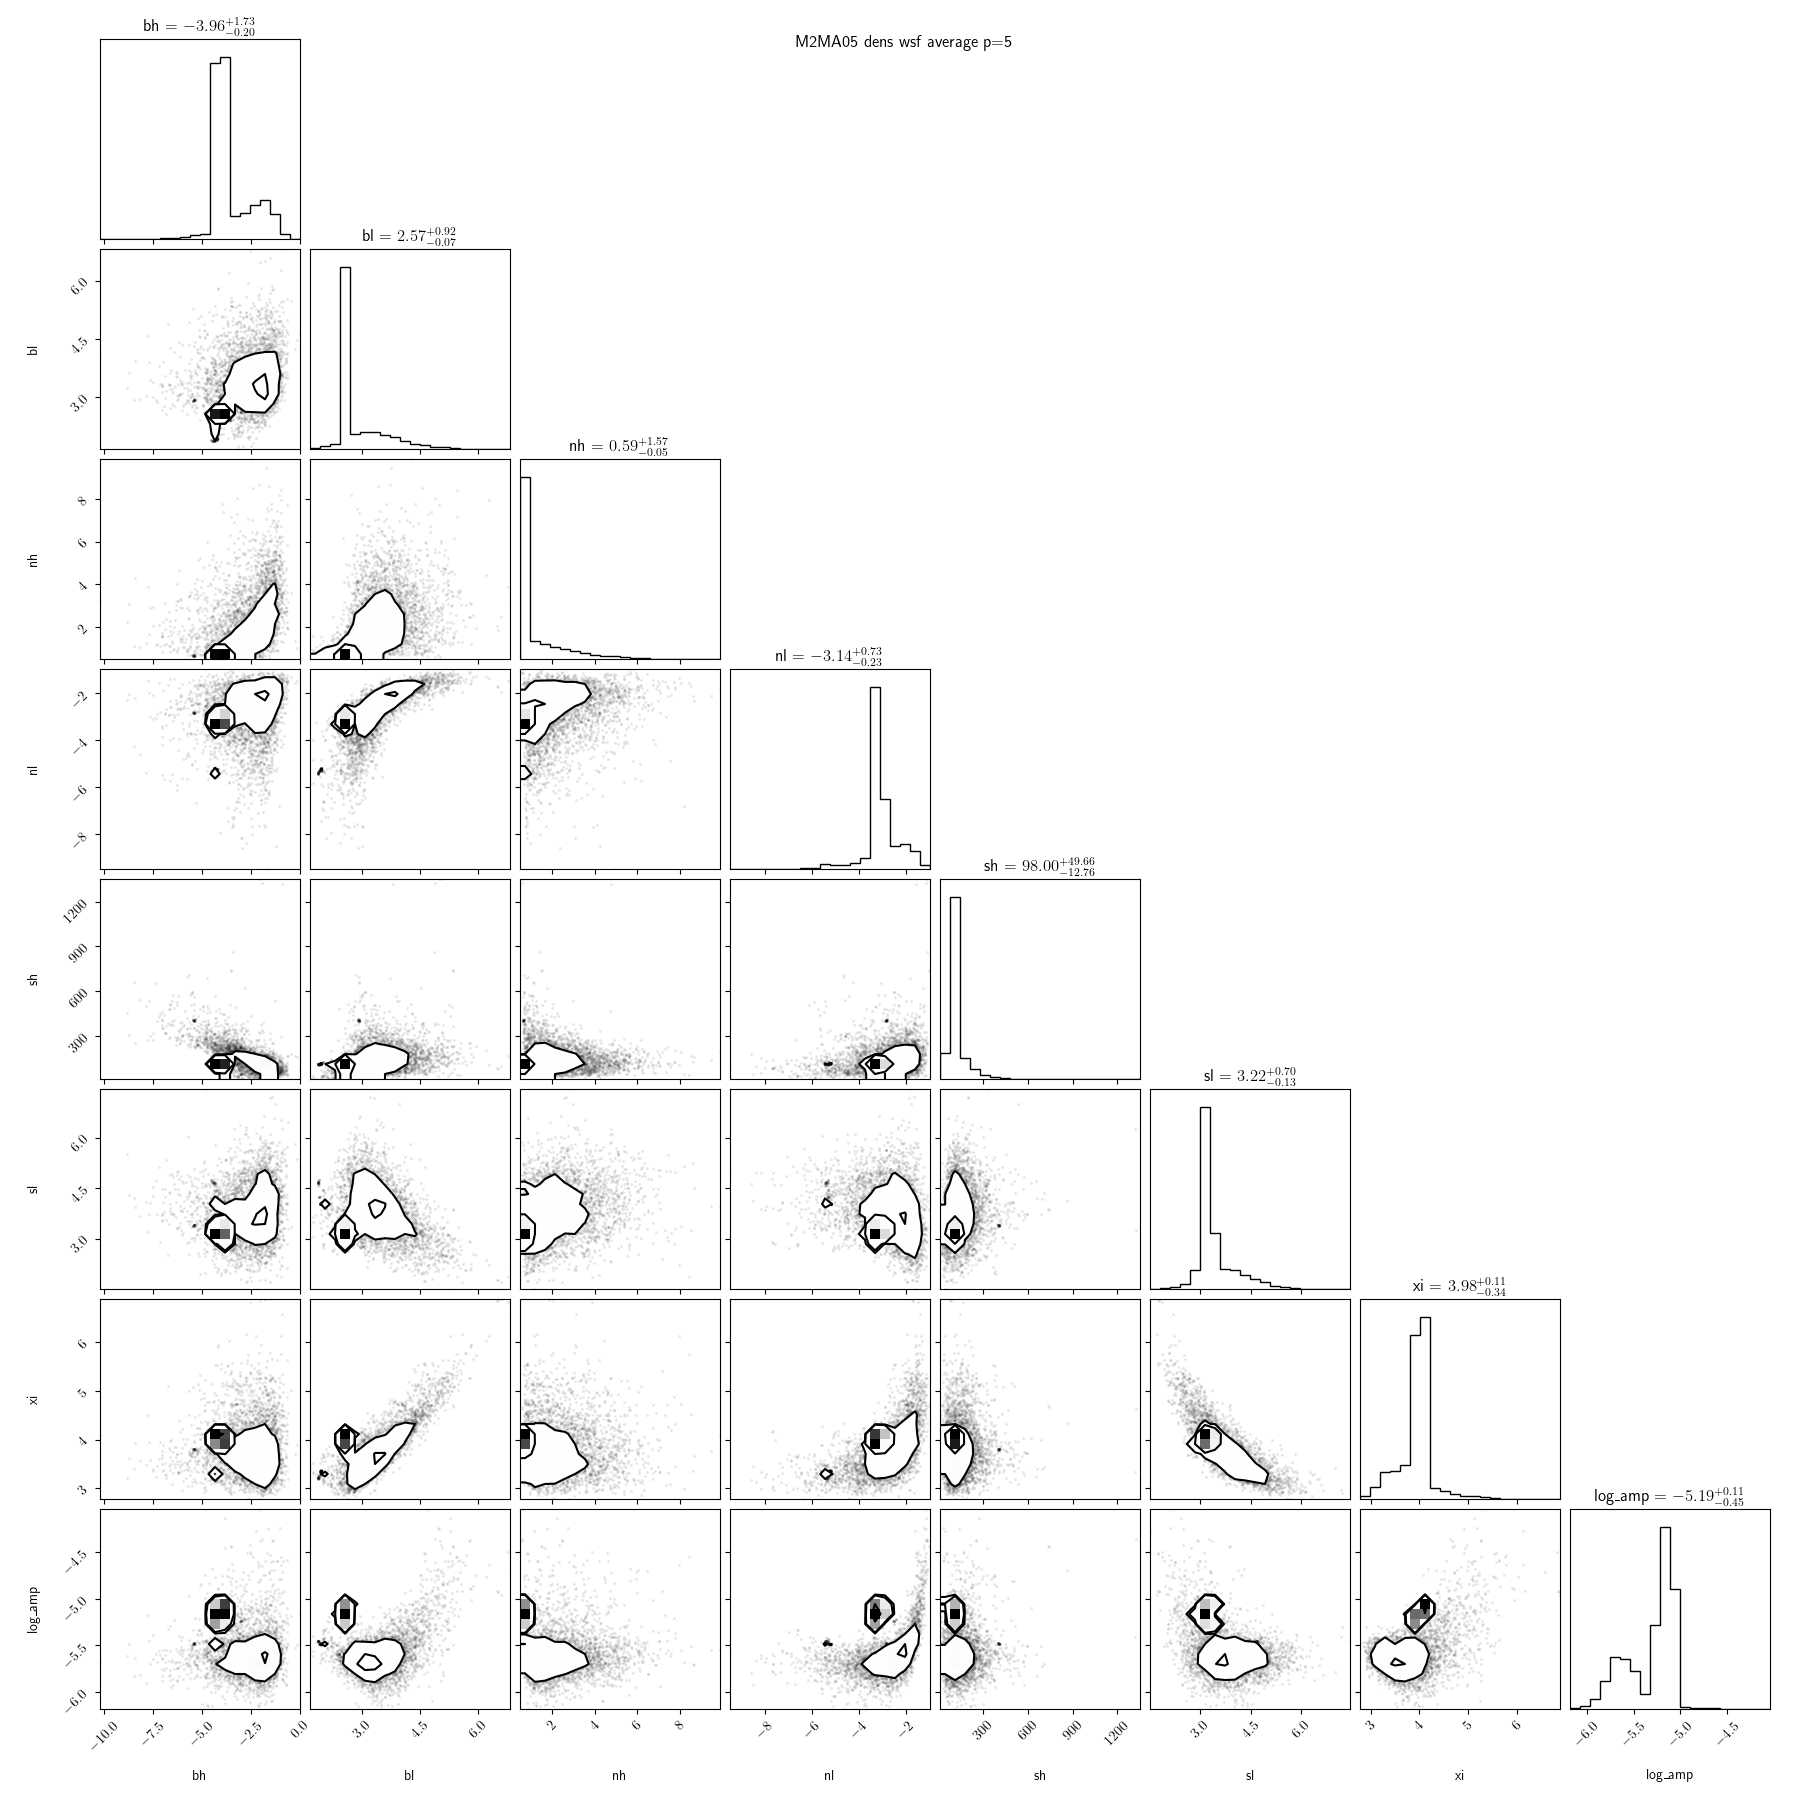 bh = −3.96+1.73 −0.20
M2MA05 dens wsf average p=5
bl = 2.57+0.92 −0.07
bl
6.0
4.5
3.0
nh = 0.59+1.57 −0.05
nh
8
6
4
2
nl = −3.14+0.73 −0.23
nl
−2
−4
−6
−8
sh = 98.00+49.66 −12.76
sh
1200
900
600
300
sl = 3.22+0.70 −0.13
sl
6.0
4.5
3.0
xi = 3.98+0.11 −0.34
xi
6
5
4
3
log_amp = −5.19+0.11 −0.45
log_amp
−4.5
−5.0
−5.5
−6.0
−10.0 −7.5 −5.0 −2.5 0.0 3.0 4.5 6.0 2 4 6 8 −8 −6 −4 −2 300 600 900 1200 3.0 4.5 6.0 3 4 5 6 −6.0 −5.5 −5.0 −4.5
bh bl nh nl sh sl xi log_amp